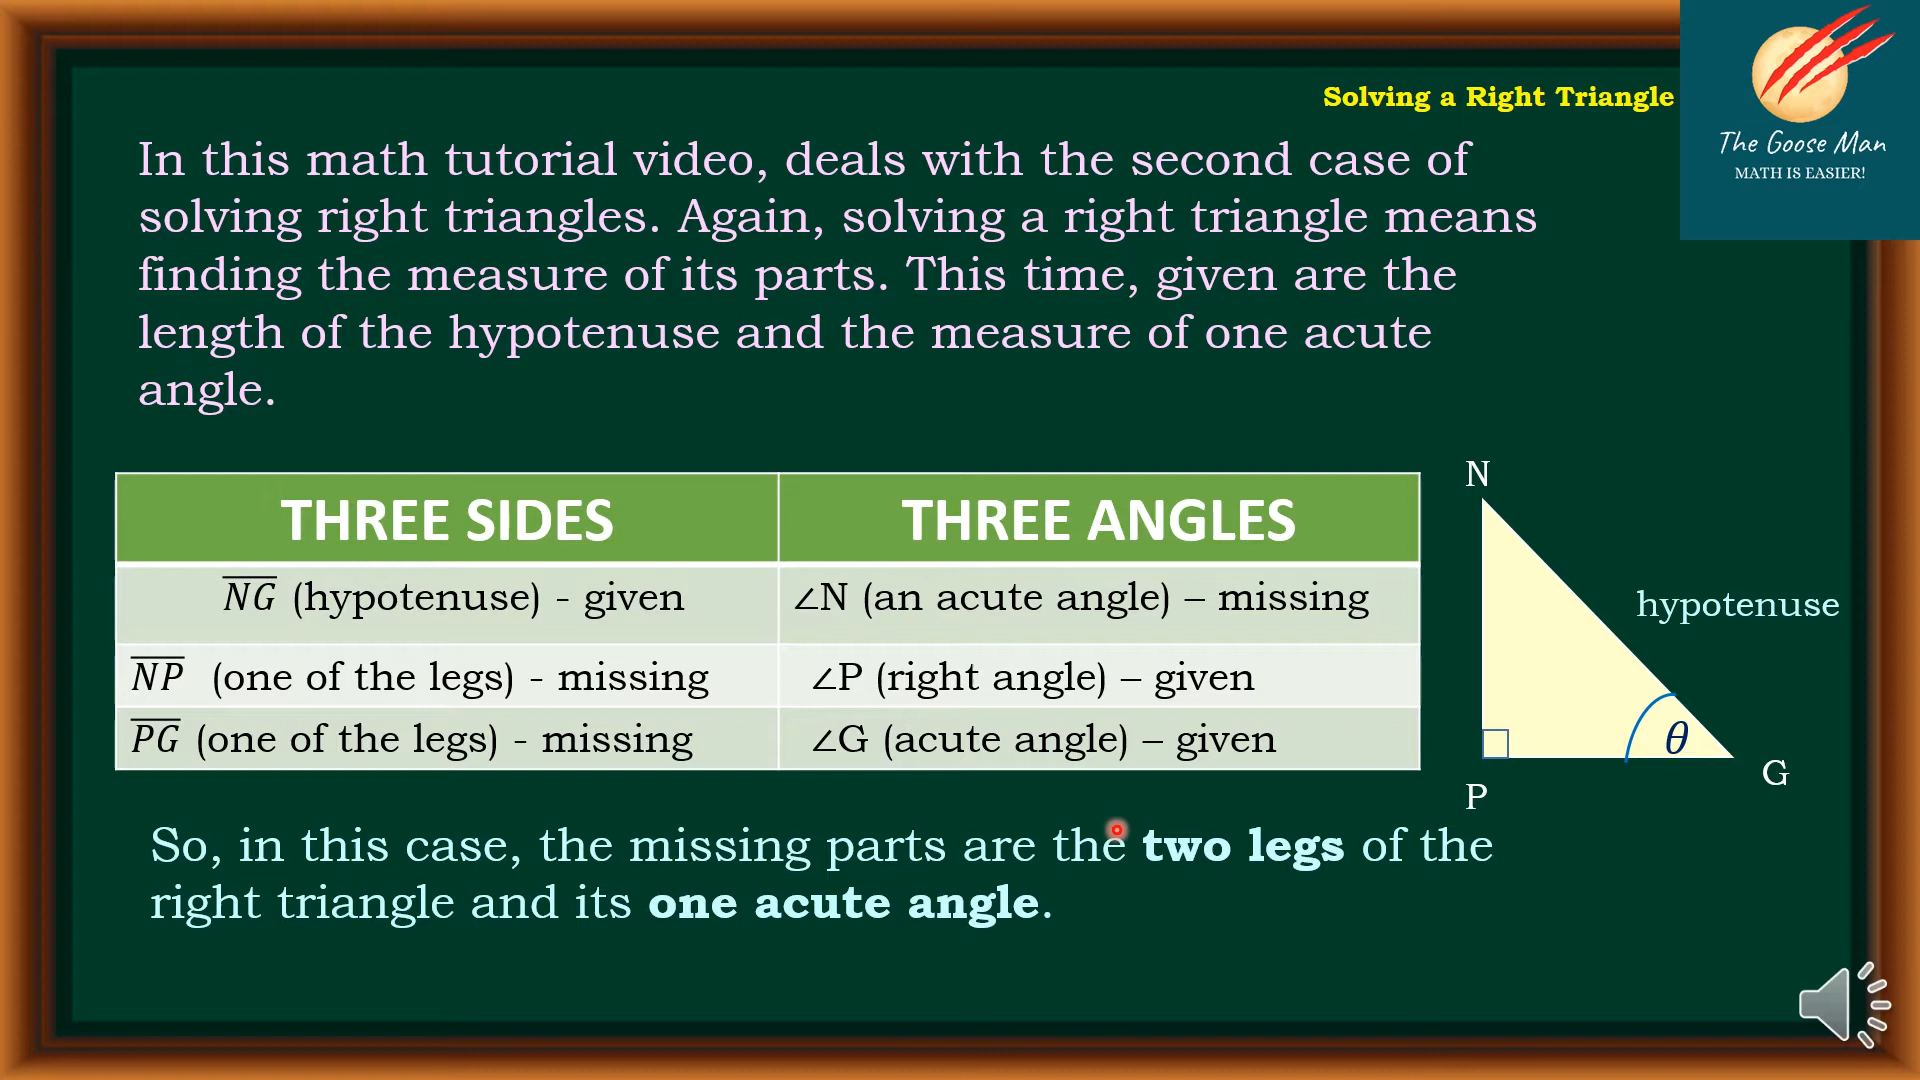 Solving a Right Triangle
The Goose Man
MATH IS EASIER!
In this math tutorial video, deals with the second case of
solving right triangles. Again, solving a right triangle means
finding the measure of its parts. This time, given are the
length of the hypotenuse and the measure of one acute
angle.
THREE SIDES THREE ANGLES
N̅G̅ (hypotenuse) - given ∠N (an acute angle) – missing
N̅P̅ (one of the legs) - missing ∠P (right angle) – given
P̅G̅ (one of the legs) - missing ∠G (acute angle) – given
N
hypotenuse
θ
G
P
So, in this case, the missing parts are the two legs of the
right triangle and its one acute angle.